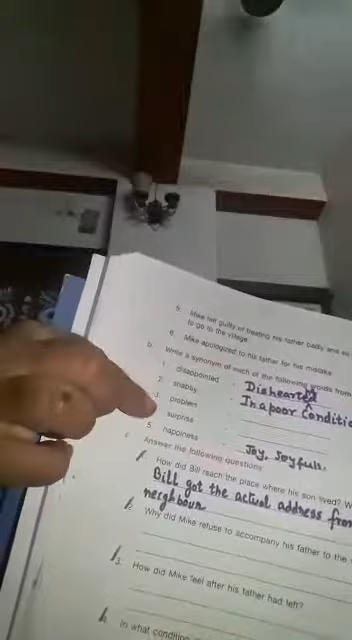 5. Mike felt guilty of treating his father badly and so
to go to the village.
6. Mike apologized to his father for his mistake
b. Write a synonym of each of the following words from
1. disappointed Dishearted
2. shabby In a poor Conditio
3. problem
4. surprise
5. happiness Joy, Joyfull.
c. Answer the following questions
1. How did Bill reach the place where his son lived? W
Bill got the actual address from
neighbour
2. Why did Mike refuse to accompany his father to the
3. How did Mike feel after his father had left?
In what condition